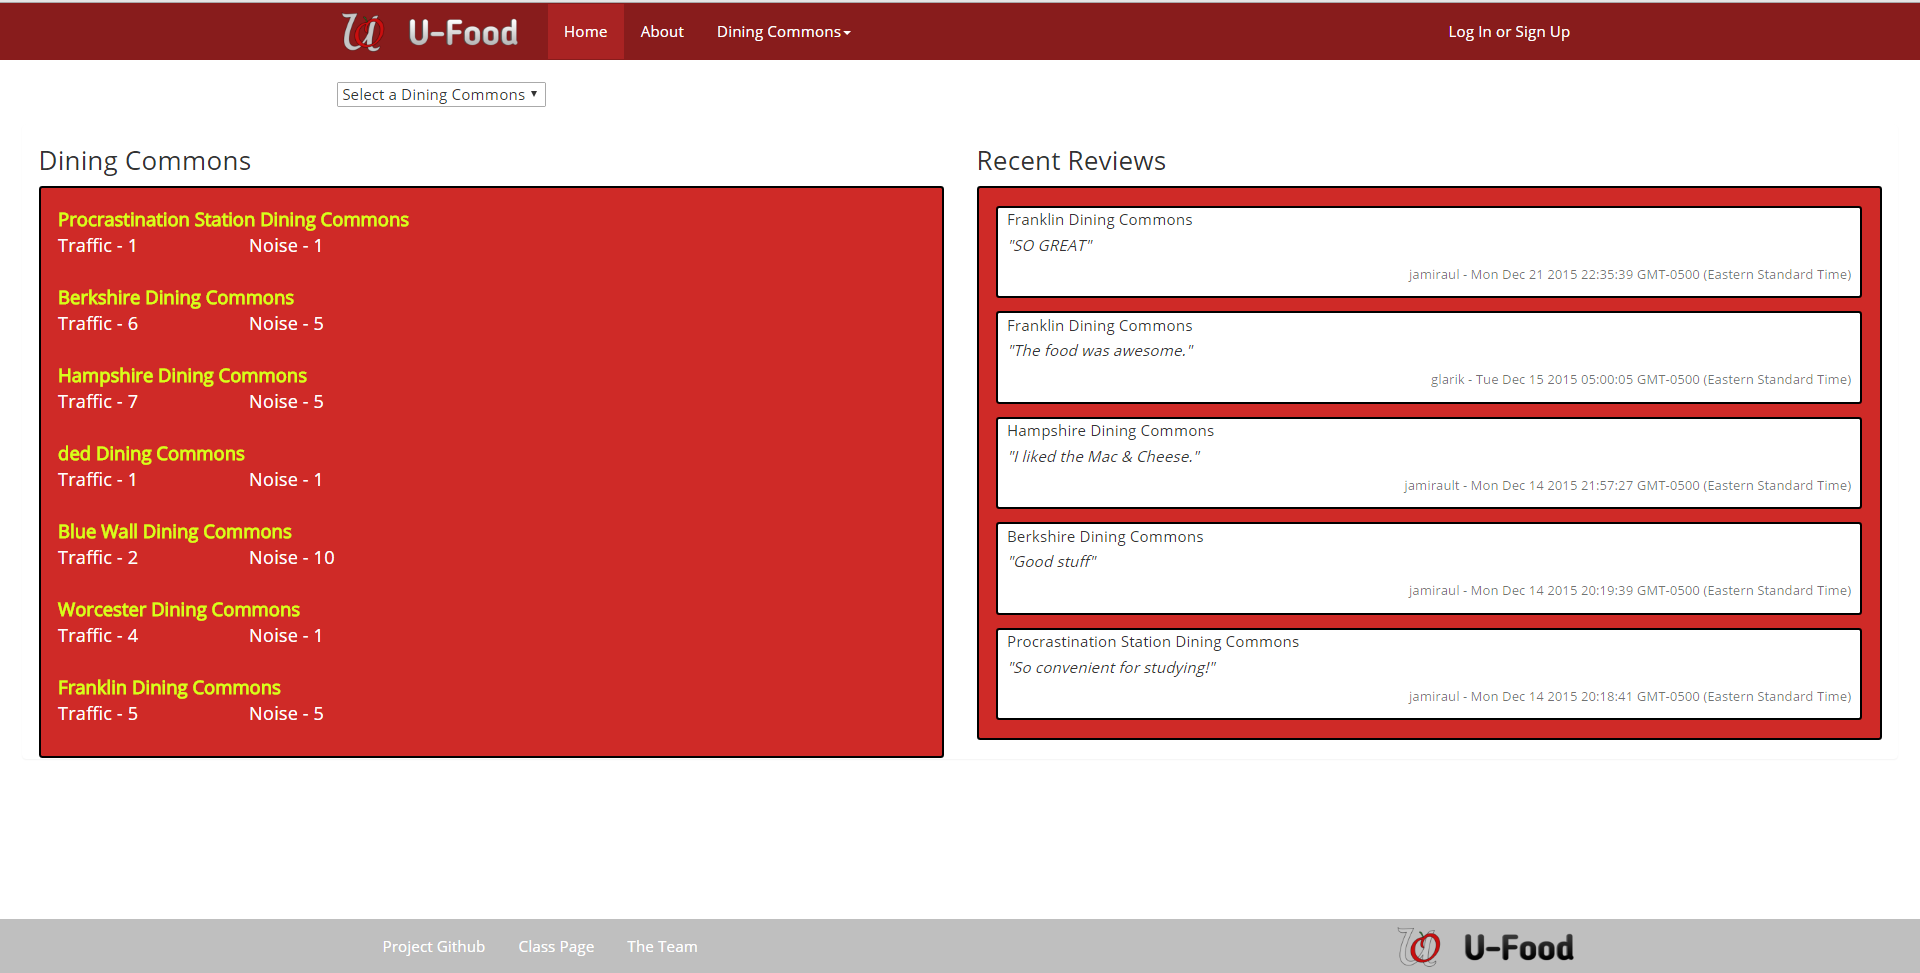 U-Food Home About Dining Commons Log In or Sign Up
Select a Dining Commons
Dining Commons
Procrastination Station Dining Commons
Traffic - 1 Noise - 1
Berkshire Dining Commons
Traffic - 6 Noise - 5
Hampshire Dining Commons
Traffic - 7 Noise - 5
ded Dining Commons
Traffic - 1 Noise - 1
Blue Wall Dining Commons
Traffic - 2 Noise - 10
Worcester Dining Commons
Traffic - 4 Noise - 1
Franklin Dining Commons
Traffic - 5 Noise - 5
Recent Reviews
Franklin Dining Commons
"SO GREAT"
jamiraul - Mon Dec 21 2015 22:35:39 GMT-0500 (Eastern Standard Time)
Franklin Dining Commons
"The food was awesome."
glarik - Tue Dec 15 2015 05:00:05 GMT-0500 (Eastern Standard Time)
Hampshire Dining Commons
"I liked the Mac & Cheese."
jamirault - Mon Dec 14 2015 21:57:27 GMT-0500 (Eastern Standard Time)
Berkshire Dining Commons
"Good stuff"
jamiraul - Mon Dec 14 2015 20:19:39 GMT-0500 (Eastern Standard Time)
Procrastination Station Dining Commons
"So convenient for studying!"
jamiraul - Mon Dec 14 2015 20:18:41 GMT-0500 (Eastern Standard Time)
Project Github Class Page The Team U-Food